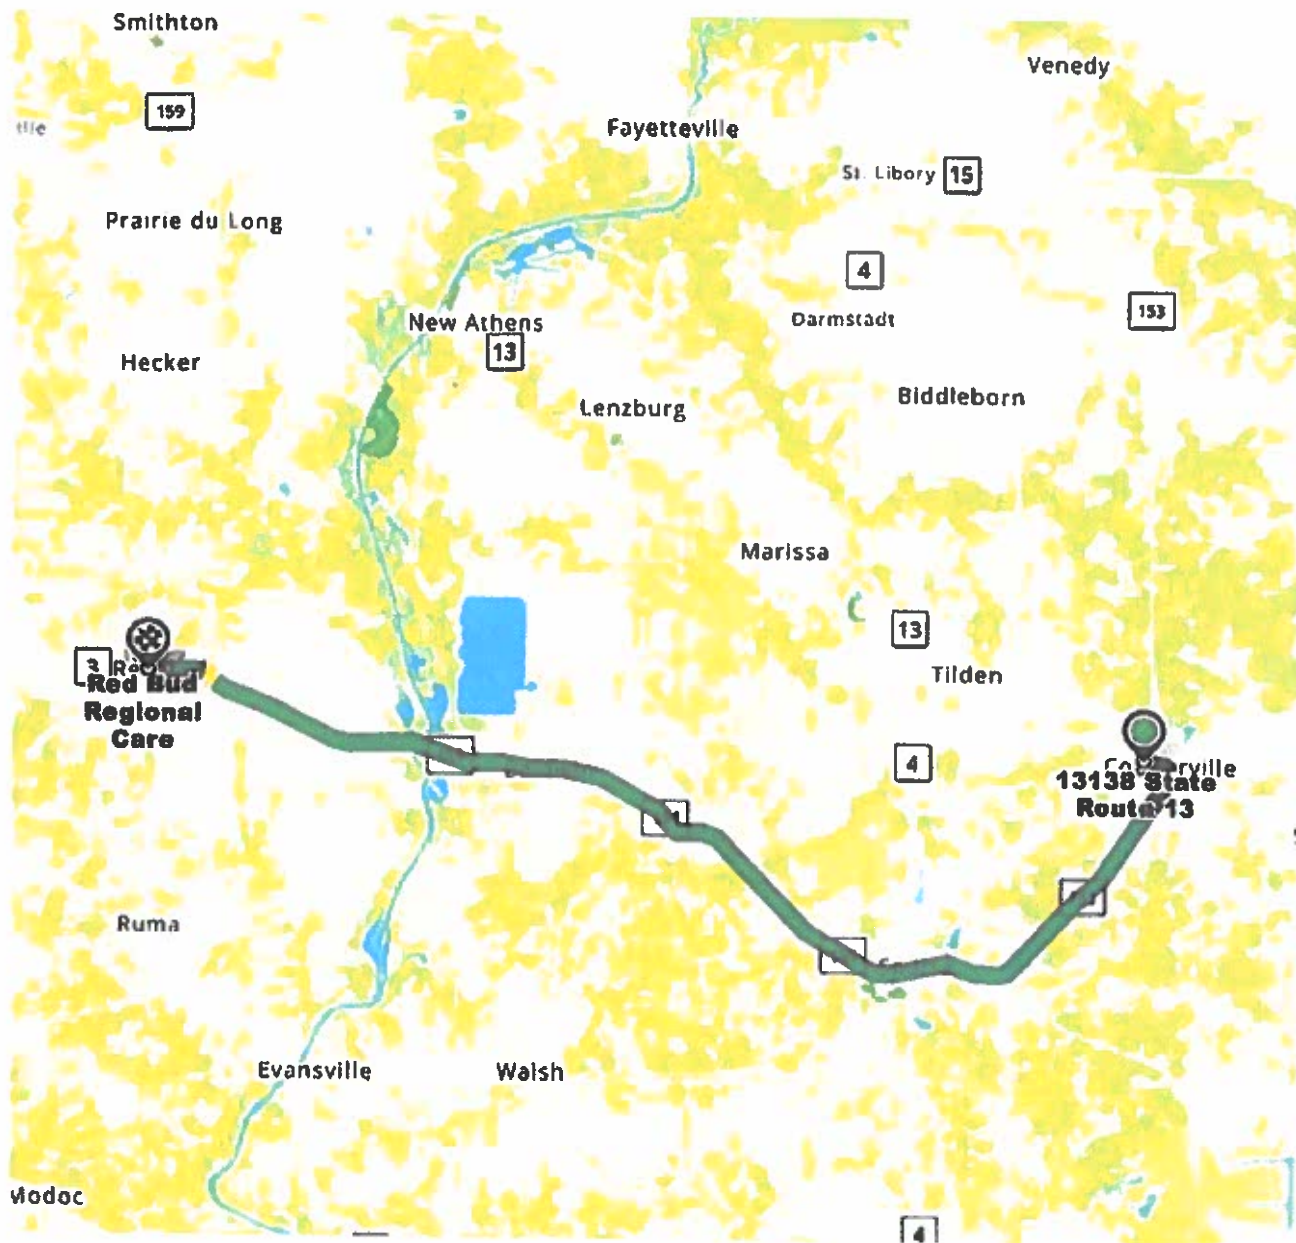 Smithton
159
Venedy
Fayetteville
St. Libory
15
Prairie du Long
4
153
New Athens
Darmstadt
13
Hecker
Biddleborn
Lenzburg
Marissa
13
3
Tilden
Red Bud
Regional
Care
4
13138 State
Route 13
Ruma
Evansville
Walsh
Modoc
4